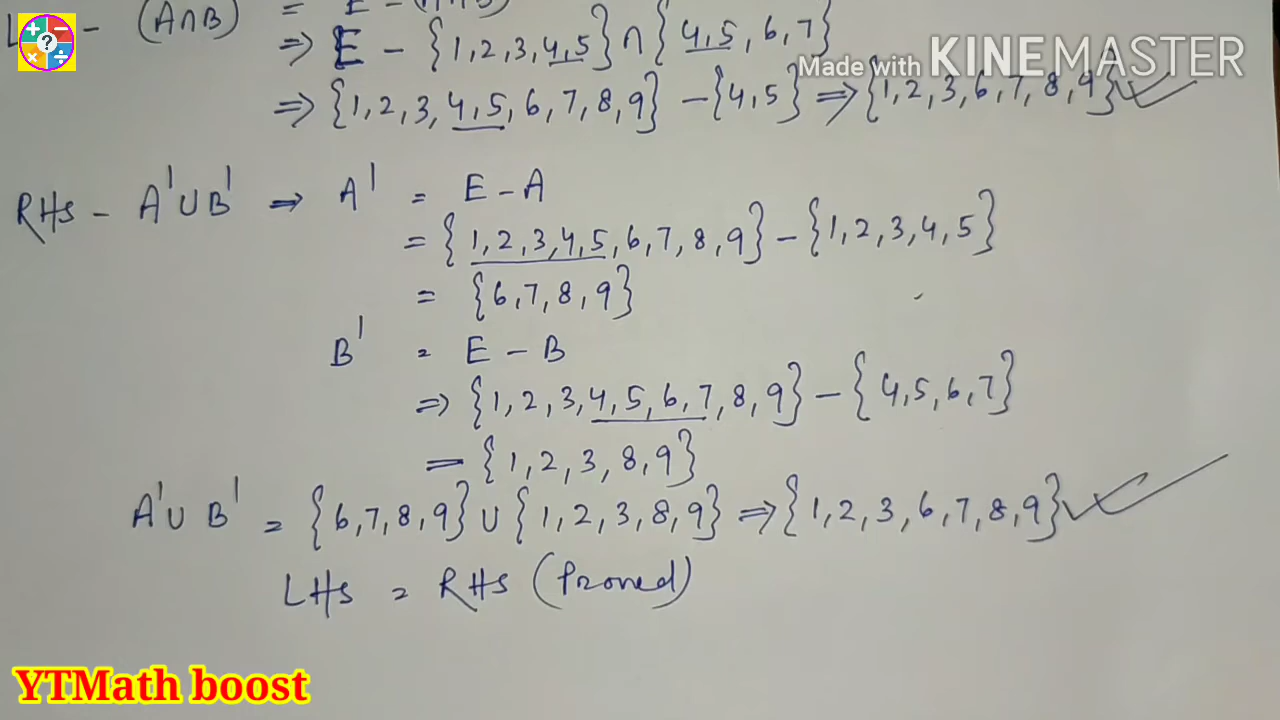 L - (A∩B)' = E - (A∩B)
⇒ E - {1,2,3,4,5} ∩ {4,5,6,7}
Made with KINEMASTER
⇒ {1,2,3,4,5,6,7,8,9} - {4,5} ⇒ {1,2,3,6,7,8,9}
RHS - A'∪B' ⇒ A' = E - A
= {1,2,3,4,5,6,7,8,9} - {1,2,3,4,5}
= {6,7,8,9}
B' = E - B
⇒ {1,2,3,4,5,6,7,8,9} - {4,5,6,7}
= {1,2,3,8,9}
A'∪B' = {6,7,8,9} ∪ {1,2,3,8,9} ⇒ {1,2,3,6,7,8,9}
LHS = RHS (Proved)
YTMath boost